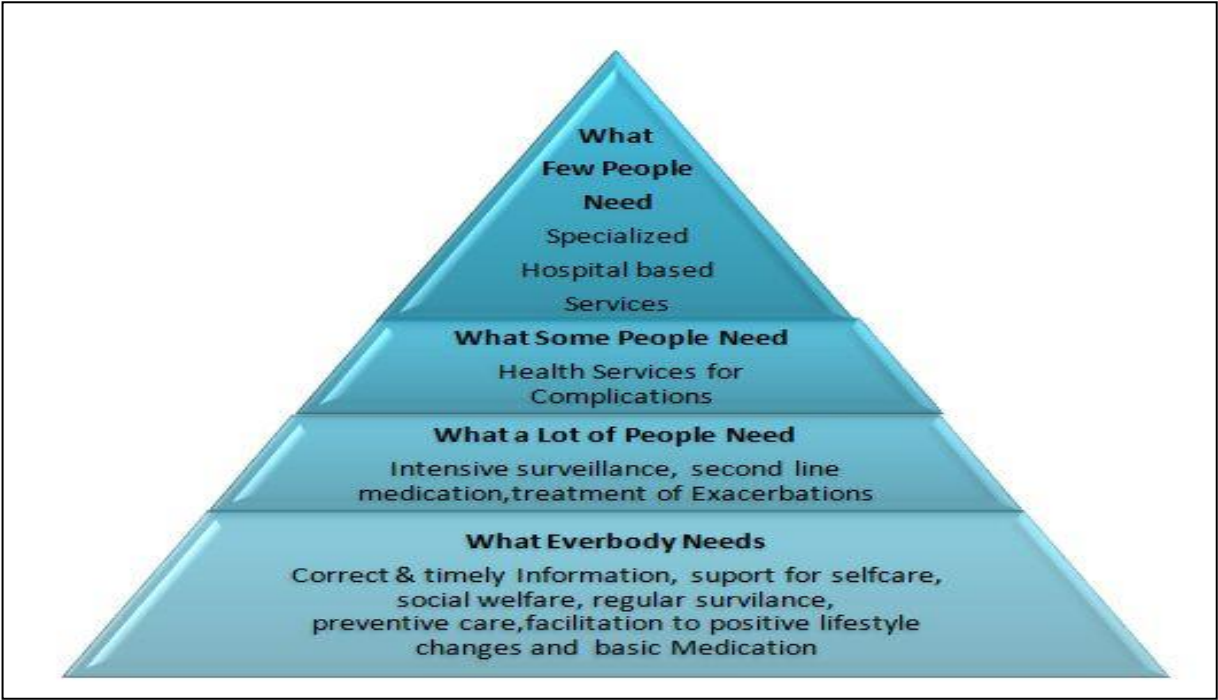 What
Few People
Need
Specialized
Hospital based
Services
What Some People Need
Health Services for
Complications
What a Lot of People Need
Intensive surveillance, second line
medication,treatment of Exacerbations
What Everbody Needs
Correct & timely Information, suport for selfcare,
social welfare, regular survilance,
preventive care,facilitation to positive lifestyle
changes and basic Medication